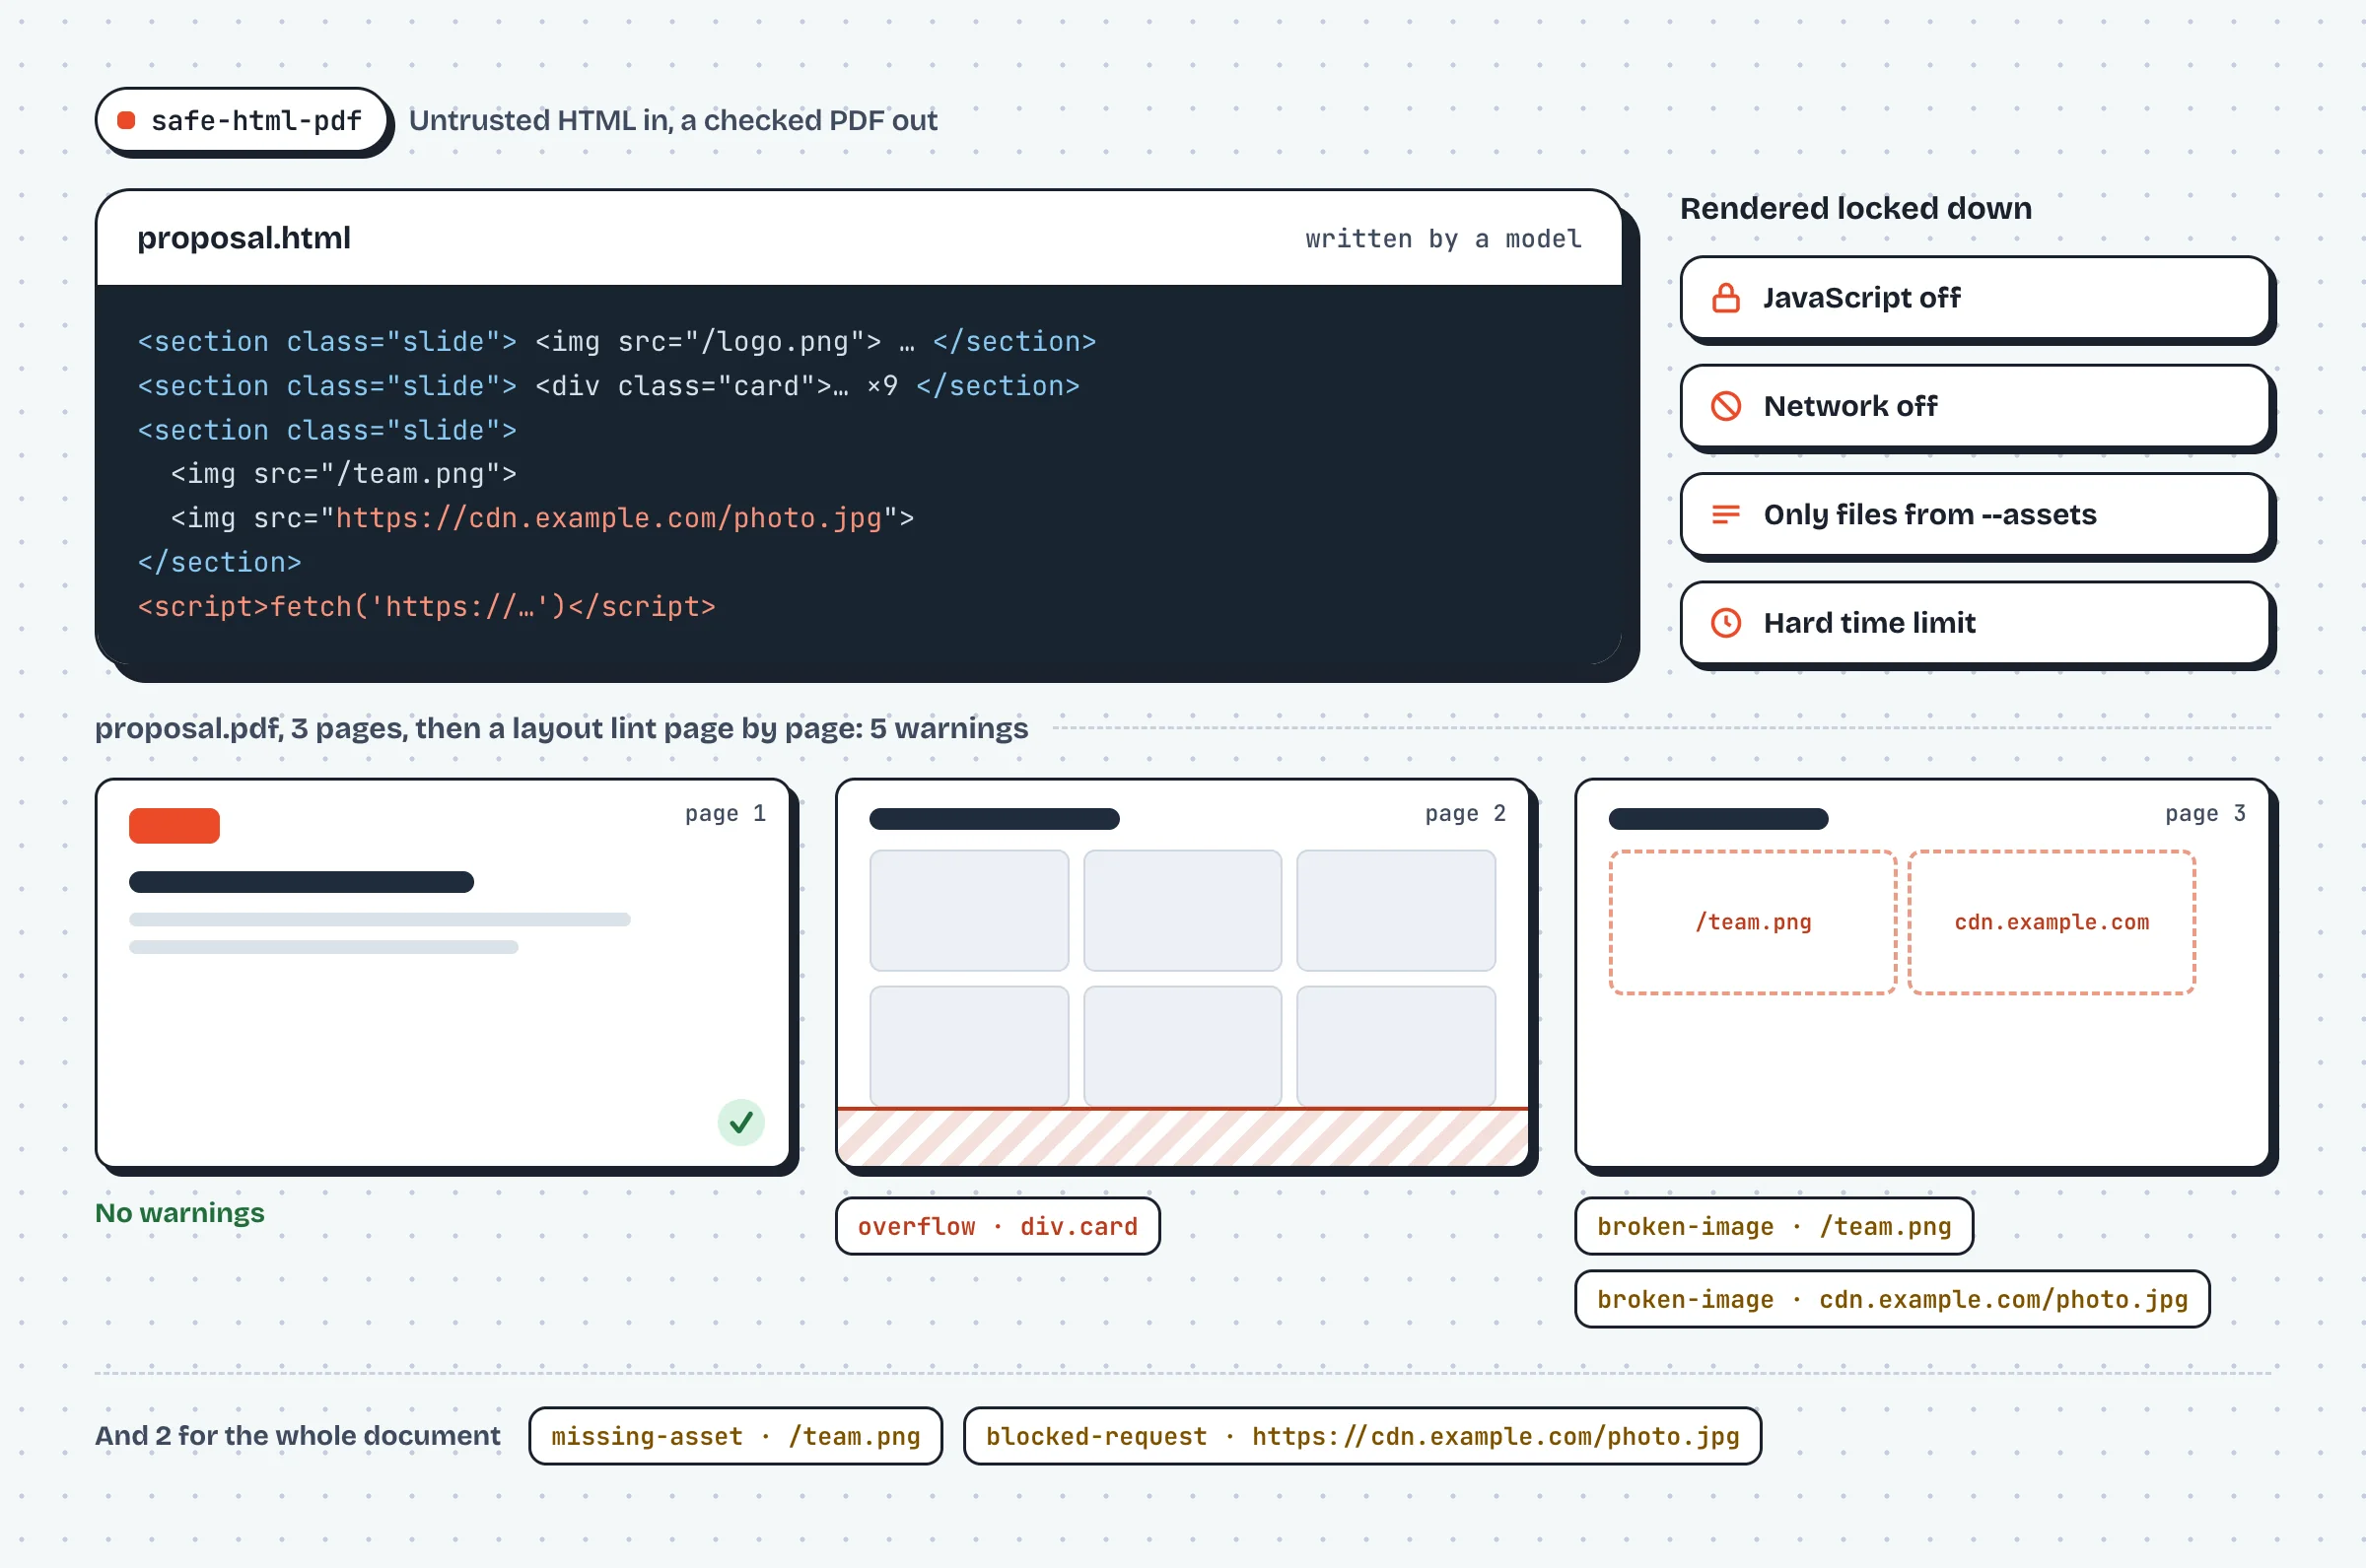 safe-html-pdf
Untrusted HTML in, a checked PDF out
proposal.html
written by a model
<section class="slide"> <img src="/logo.png"> … </section>
<section class="slide"> <div class="card">… ×9 </section>
<section class="slide">
<img src="/team.png">
<img src="https://cdn.example.com/photo.jpg">
</section>
<script>fetch('https://…')</script>
Rendered locked down
JavaScript off
Network off
Only files from --assets
Hard time limit
proposal.pdf, 3 pages, then a layout lint page by page: 5 warnings
page 1
No warnings
page 2
overflow · div.card
page 3
/team.png
cdn.example.com
broken-image · /team.png
broken-image · cdn.example.com/photo.jpg
And 2 for the whole document
missing-asset · /team.png
blocked-request · https://cdn.example.com/photo.jpg